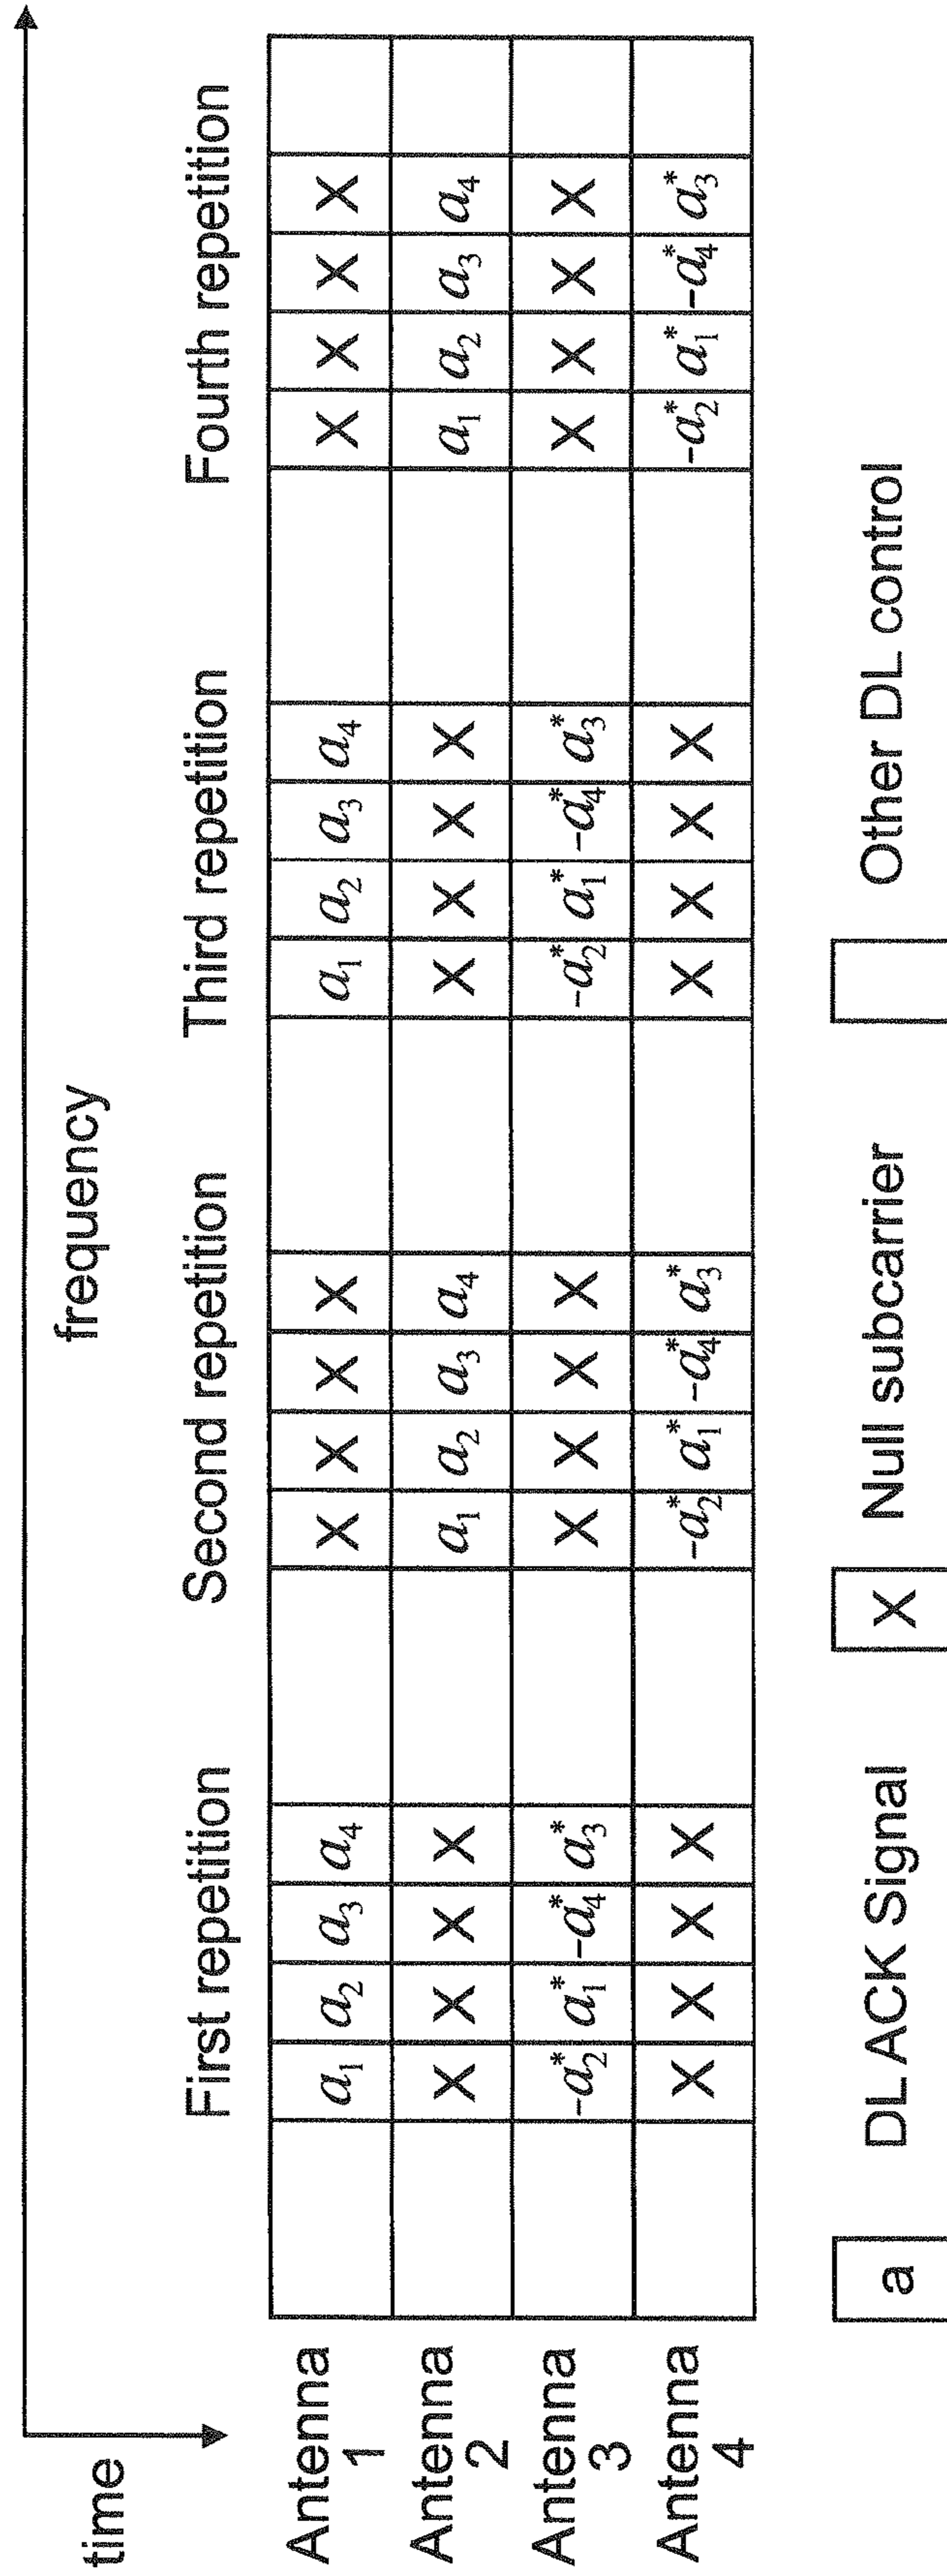 frequency
time
First repetition Second repetition Third repetition Fourth repetition
Antenna 1 a₁ a₂ a₃ a₄ X X X X a₁ a₂ a₃ a₄ X X X X
Antenna 2 X X X X a₁ a₂ a₃ a₄ X X X X a₁ a₂ a₃ a₄
Antenna 3 -a₂* a₁* -a₄* a₃* X X X X -a₂* a₁* -a₄* a₃* X X X X
Antenna 4 X X X X -a₂* a₁* -a₄* a₃* X X X X -a₂* a₁* -a₄* a₃*
a DL ACK Signal X Null subcarrier Other DL control